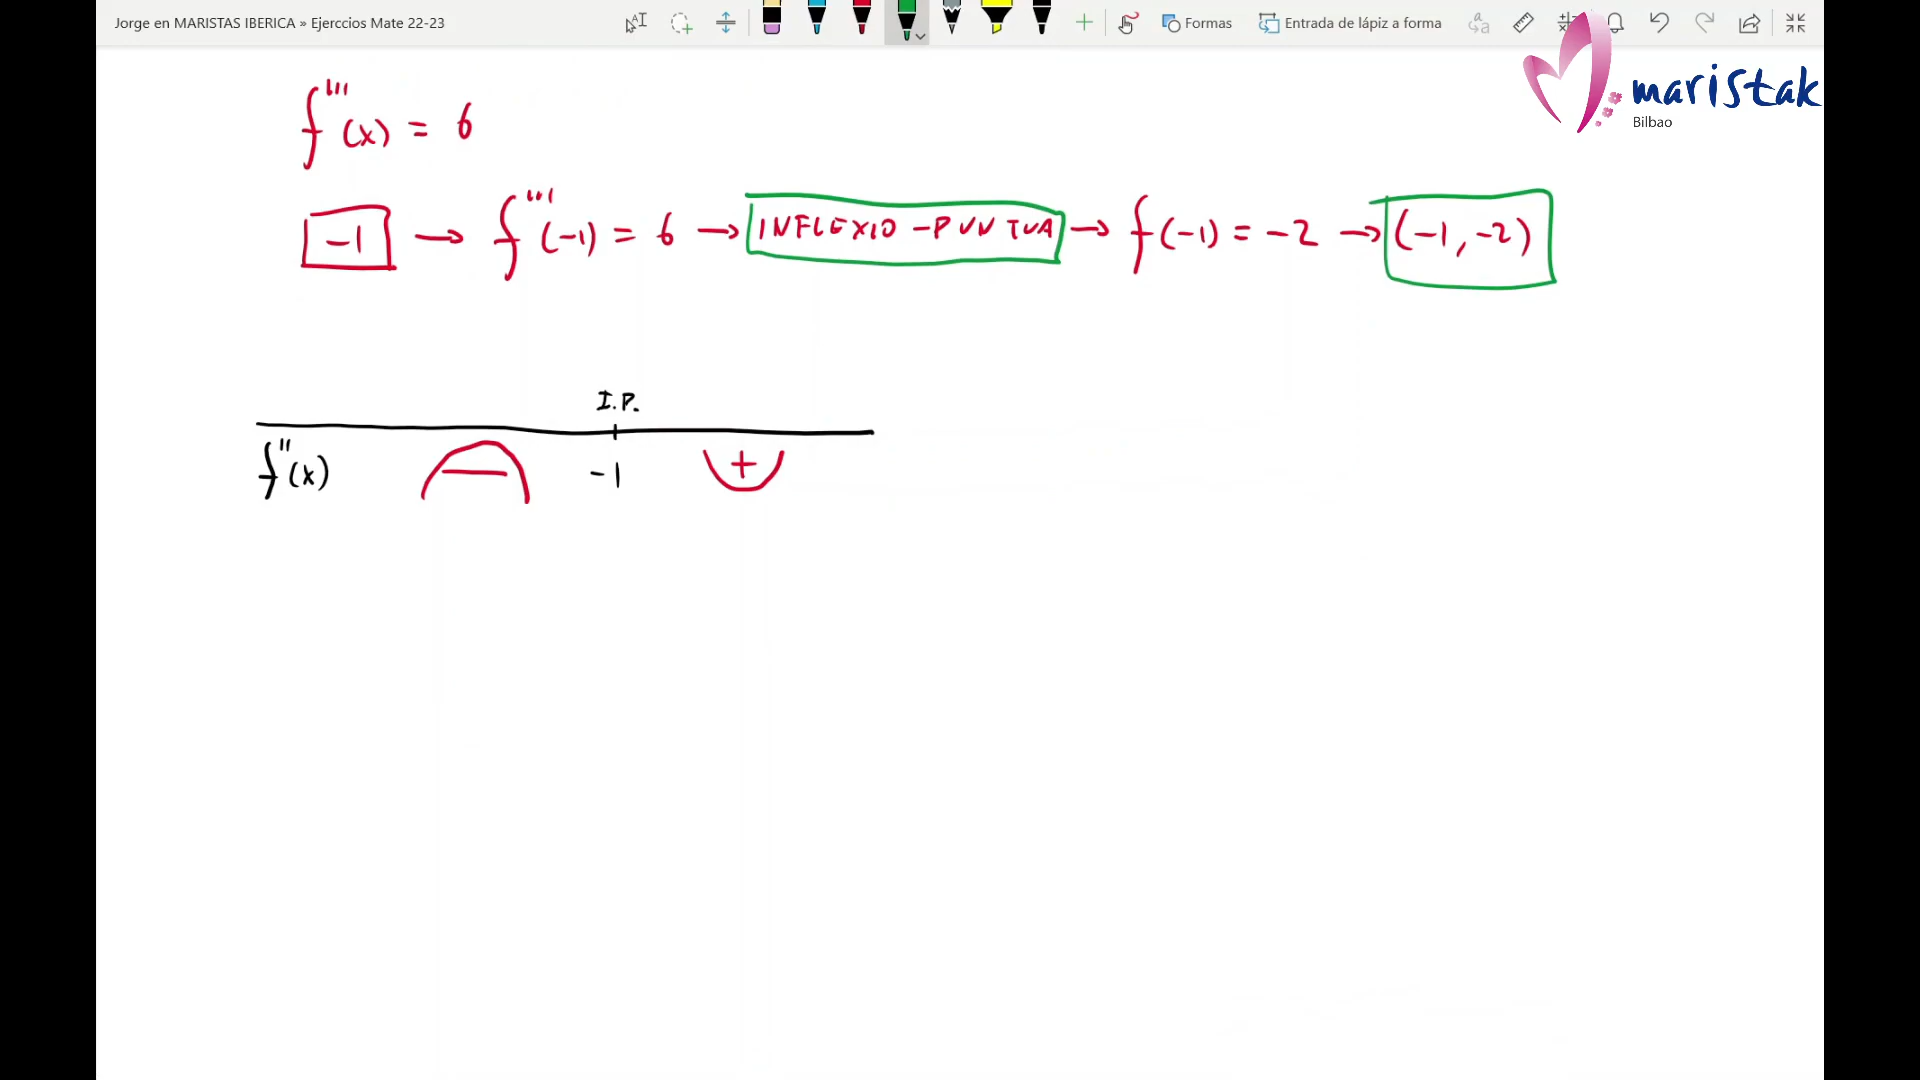 Jorge en MARISTAS IBERICA » Ejerccios Mate 22-23
Formas
Entrada de lápiz a forma
maristak
Bilbao
f'''(x) = 6
-1 → f'''(-1) = 6 → INFLEXIO-PUNTUA → f(-1) = -2 → (-1, -2)
I.P.
f''(x) − -1 +